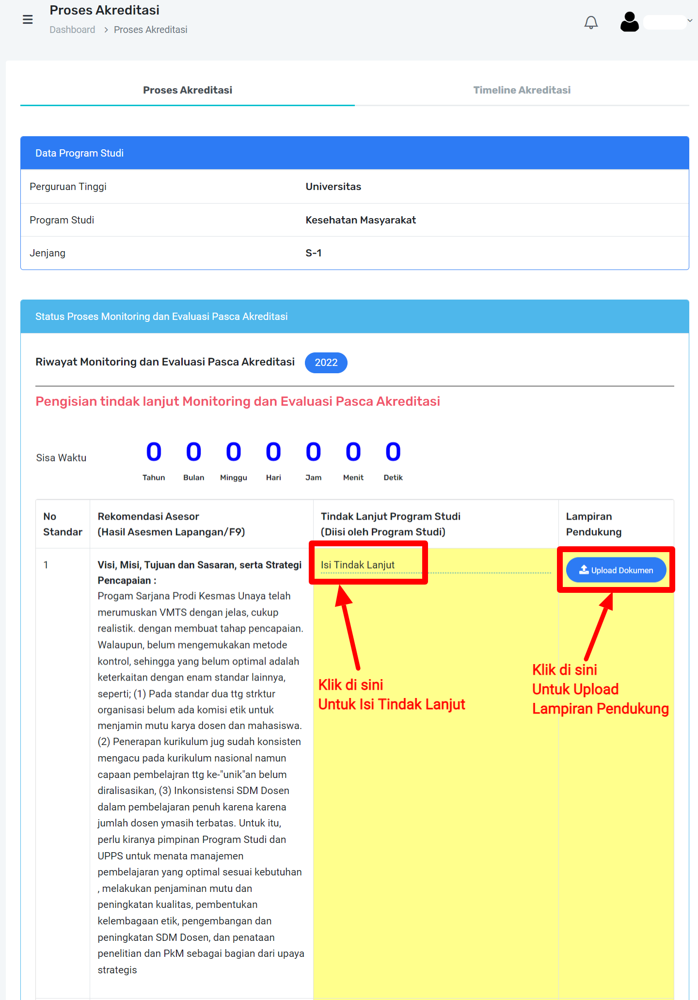 Proses Akreditasi
Dashboard > Proses Akreditasi
Proses Akreditasi
Timeline Akreditasi
Data Program Studi
Perguruan Tinggi
Universitas
Program Studi
Kesehatan Masyarakat
Jenjang
S-1
Status Proses Monitoring dan Evaluasi Pasca Akreditasi
Riwayat Monitoring dan Evaluasi Pasca Akreditasi
2022
Pengisian tindak lanjut Monitoring dan Evaluasi Pasca Akreditasi
Sisa Waktu
0 0 0 0 0 0 0
Tahun Bulan Minggu Hari Jam Menit Detik
No
Standar
Rekomendasi Asesor
(Hasil Asesmen Lapangan/F9)
Tindak Lanjut Program Studi
(Diisi oleh Program Studi)
Lampiran
Pendukung
1
Visi, Misi, Tujuan dan Sasaran, serta Strategi
Pencapaian :
Progam Sarjana Prodi Kesmas Unaya telah
merumuskan VMTS dengan jelas, cukup
realistik. dengan membuat tahap pencapaian.
Walaupun, belum mengemukakan metode
kontrol, sehingga yang belum optimal adalah
keterkaitan dengan enam standar lainnya,
seperti; (1) Pada standar dua ttg strktur
organisasi belum ada komisi etik untuk
menjamin mutu karya dosen dan mahasiswa.
(2) Penerapan kurikulum jug sudah konsisten
mengacu pada kurikulum nasional namun
capaan pembelajran ttg ke-"unik"an belum
diralisasikan, (3) Inkonsistensi SDM Dosen
dalam pembelajaran penuh karena karena
jumlah dosen ymasih terbatas. Untuk itu,
perlu kiranya pimpinan Program Studi dan
UPPS untuk menata manajemen
pembelajaran yang optimal sesuai kebutuhan
, melakukan penjaminan mutu dan
peningkatan kualitas, pembentukan
kelembagaan etik, pengembangan dan
peningkatan SDM Dosen, dan penataan
penelitian dan PkM sebagai bagian dari upaya
strategis
Isi Tindak Lanjut
Klik di sini
Untuk Isi Tindak Lanjut
Upload Dokumen
Klik di sini
Untuk Upload
Lampiran Pendukung